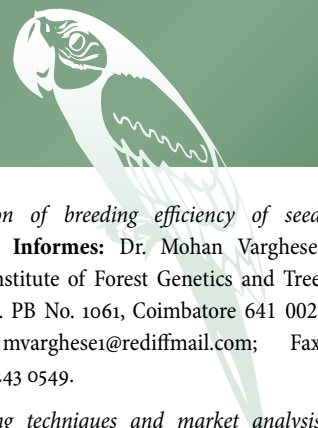 on of breeding efficiency of seed
Informes: Dr. Mohan Varghese
nstitute of Forest Genetics and Tree
. PB No. 1061, Coimbatore 641 002
mvarghese1@rediffmail.com; Fax
43 0549.
ng techniques and market analysis